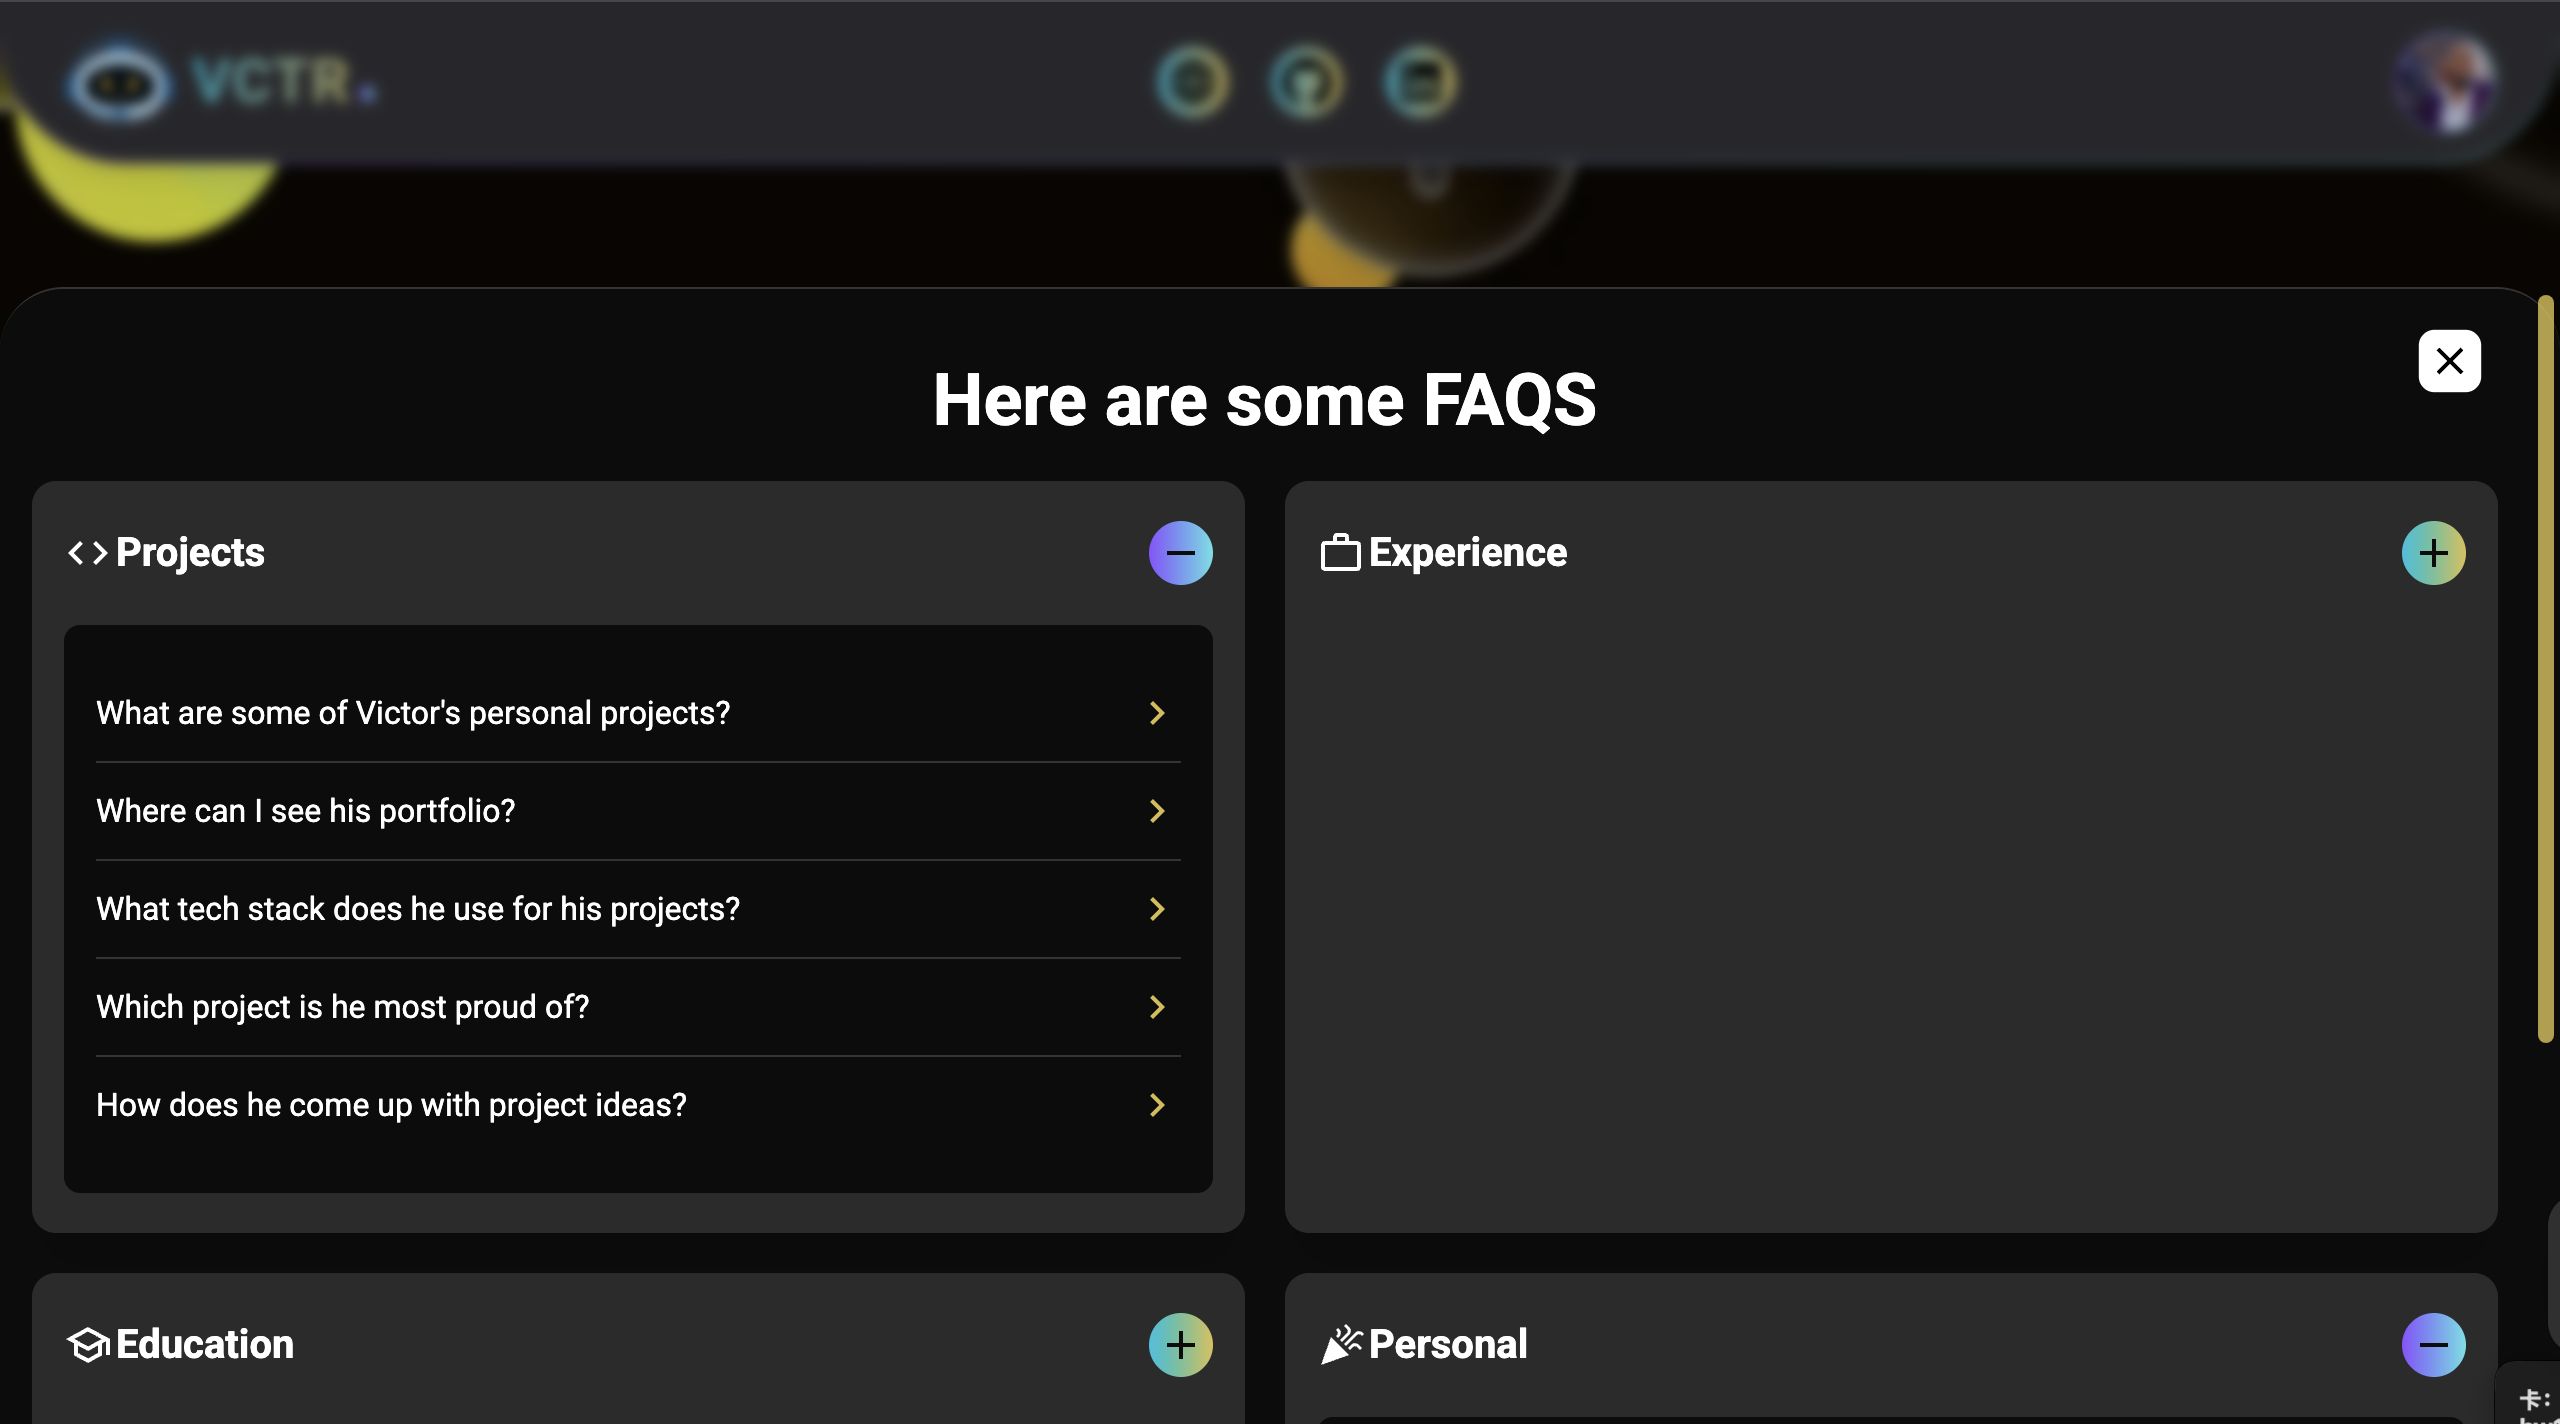 VCTR.
Here are some FAQS
Projects
What are some of Victor's personal projects?
Where can I see his portfolio?
What tech stack does he use for his projects?
Which project is he most proud of?
How does he come up with project ideas?
Experience
Education
Personal
卡: